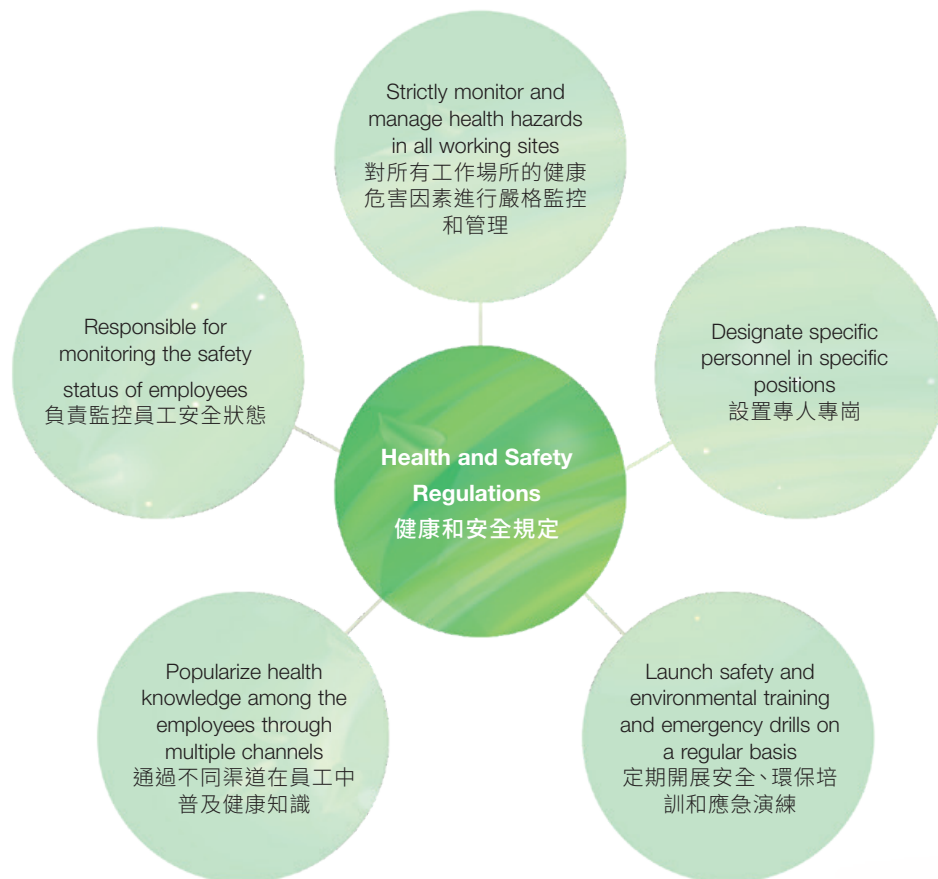 Strictly monitor and
manage health hazards
in all working sites
對所有工作場所的健康
危害因素進行嚴格監控
和管理
Responsible for
monitoring the safety
status of employees
負責監控員工安全狀態
Designate specific
personnel in specific
positions
設置專人專崗
Health and Safety
Regulations
健康和安全規定
Popularize health
knowledge among the
employees through
multiple channels
通過不同渠道在員工中
普及健康知識
Launch safety and
environmental training
and emergency drills on
a regular basis
定期開展安全、環保培
訓和應急演練